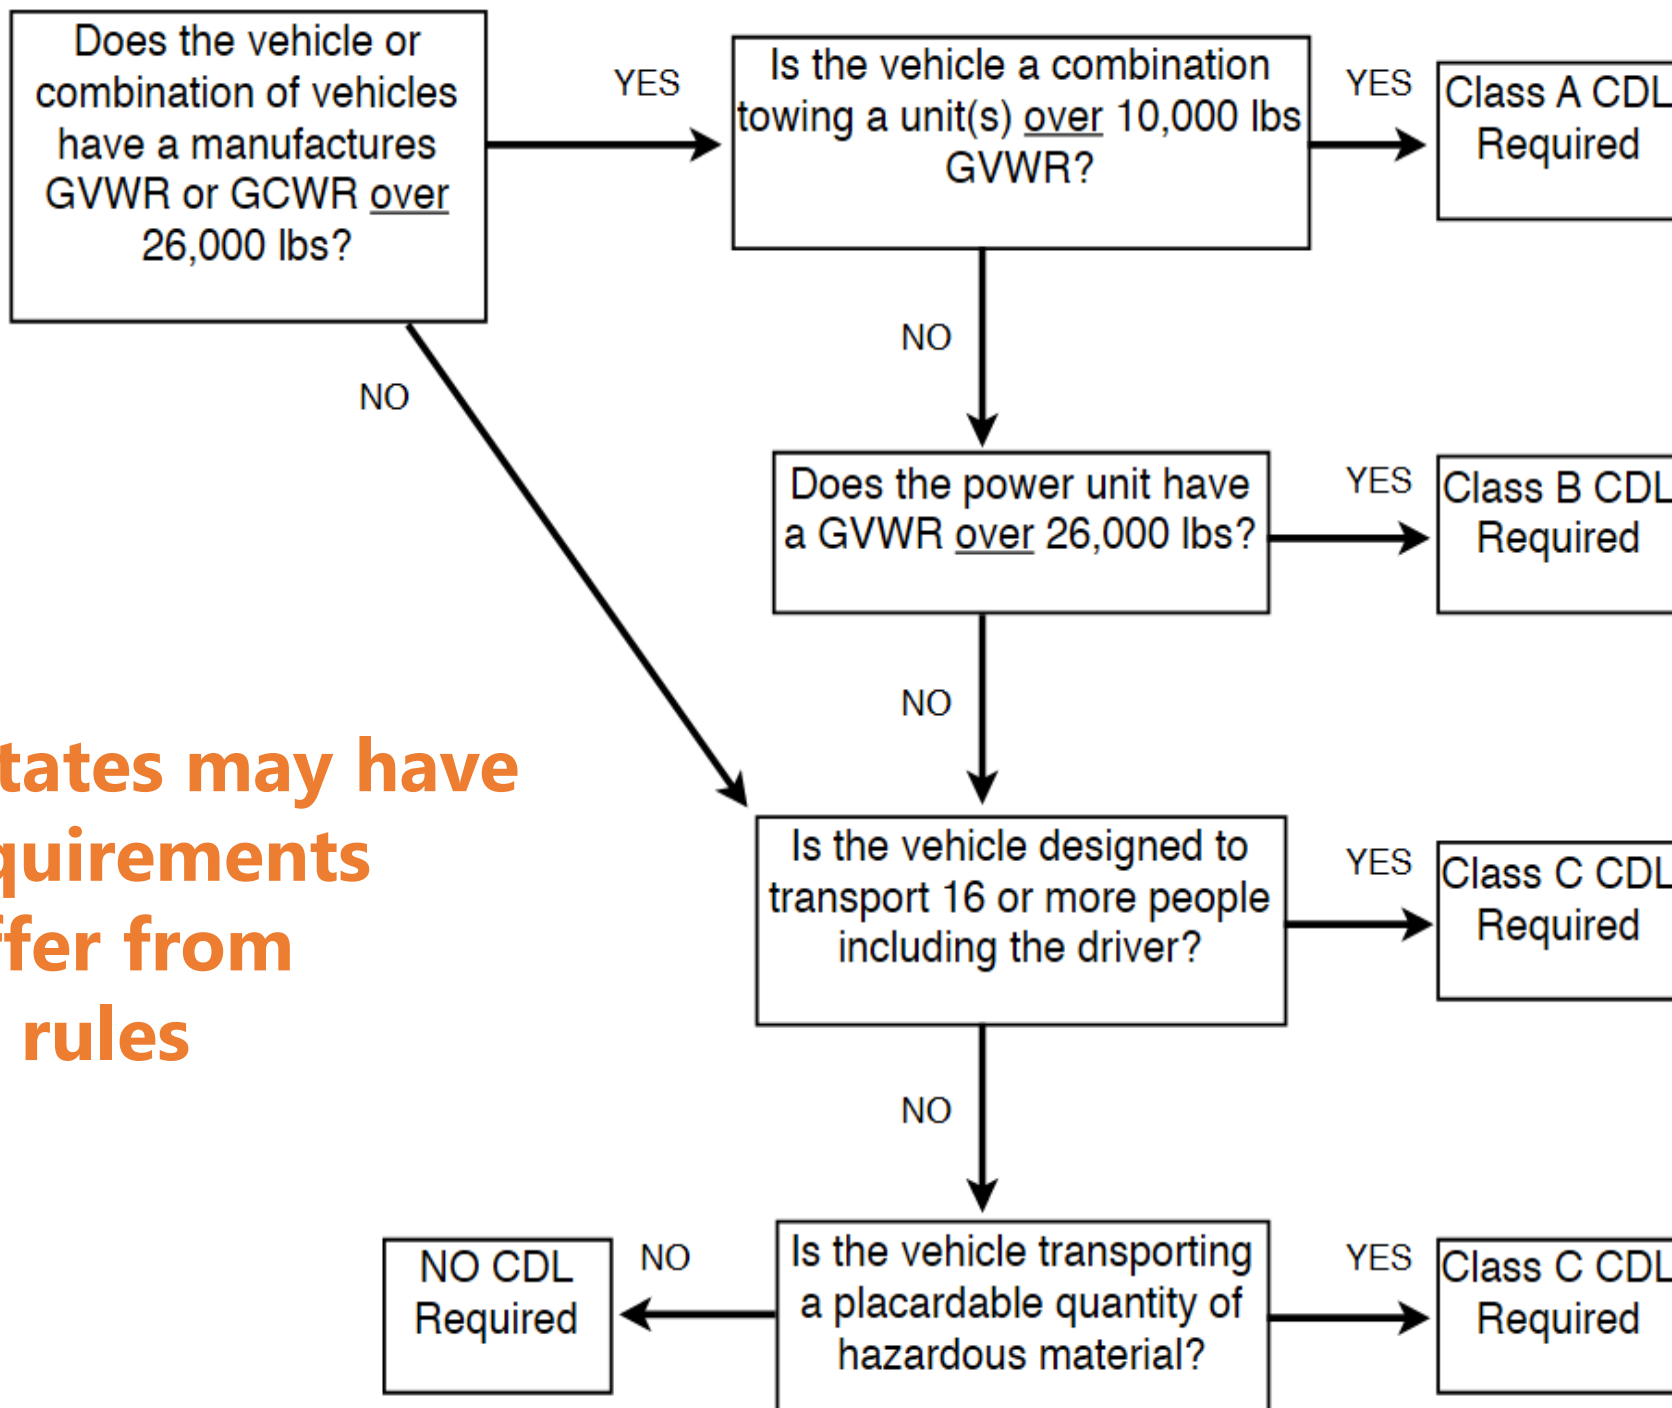 Does the vehicle or
combination of vehicles
have a manufactures
GVWR or GCWR over
26,000 lbs?
YES
Is the vehicle a combination
towing a unit(s) over 10,000 lbs
GVWR?
YES
Class A CDL
Required
NO
NO
Does the power unit have
a GVWR over 26,000 lbs?
YES
Class B CDL
Required
NO
tates may have
quirements
ffer from
rules
Is the vehicle designed to
transport 16 or more people
including the driver?
YES
Class C CDL
Required
NO
Is the vehicle transporting
a placardable quantity of
hazardous material?
NO
NO CDL
Required
YES
Class C CDL
Required